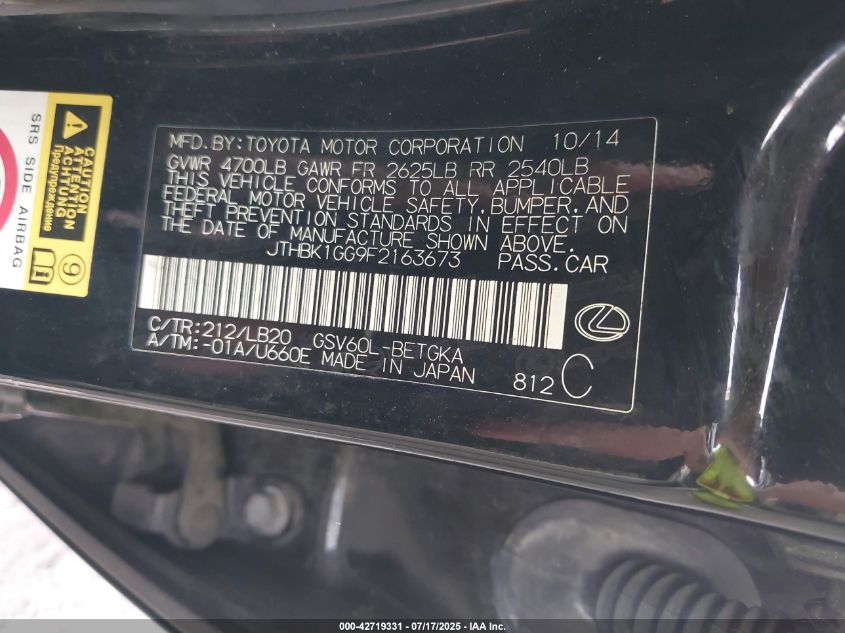 MFD.BY:TOYOTA MOTOR CORPORATION 10/14
GVWR 4700LB GAWR FR 2625LB RR 2540LB
THIS VEHICLE CONFORMS TO ALL APPLICABLE
FEDERAL MOTOR VEHICLE SAFETY,BUMPER,AND
THEFT PREVENTION STANDARDS IN EFFECT ON
THE DATE OF MANUFACTURE SHOWN ABOVE.
JTHBK1GG9F2163673 PASS.CAR
C/TR:212/LB20 GSV60L-BETGKA
A/TM:-01A/U660E MADE IN JAPAN 812 C
SRS SIDE AIRBAG
CAUTION
ATTENTION
ACHTUNG
Предупреждение
9
000-42719331 / 07/17/2025 - IAA Inc.